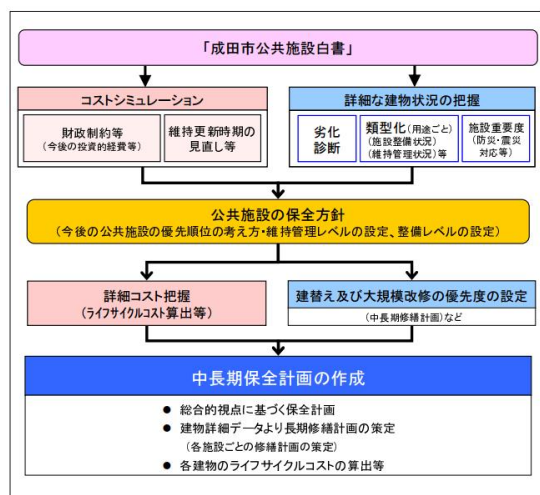 「成田市公共施設白書」
コストシミュレーション
財政制約等
(今後の投資的経費等)
維持更新時期の
見直し等
詳細な建物状況の把握
劣化
診断
類型化(用途ごと)
(施設整備状況)
(維持管理状況)等
施設重要度
(防災・震災
対応等)
公共施設の保全方針
(今後の公共施設の優先順位の考え方・維持管理レベルの設定、整備レベルの設定)
詳細コスト把握
(ライフサイクルコスト算出等)
建替え及び大規模改修の優先度の設定
(中長期修繕計画)など
中長期保全計画の作成
● 総合的視点に基づく保全計画
● 建物詳細データより長期修繕計画の策定
(各施設ごとの修繕計画の策定)
● 各建物のライフサイクルコストの算出等